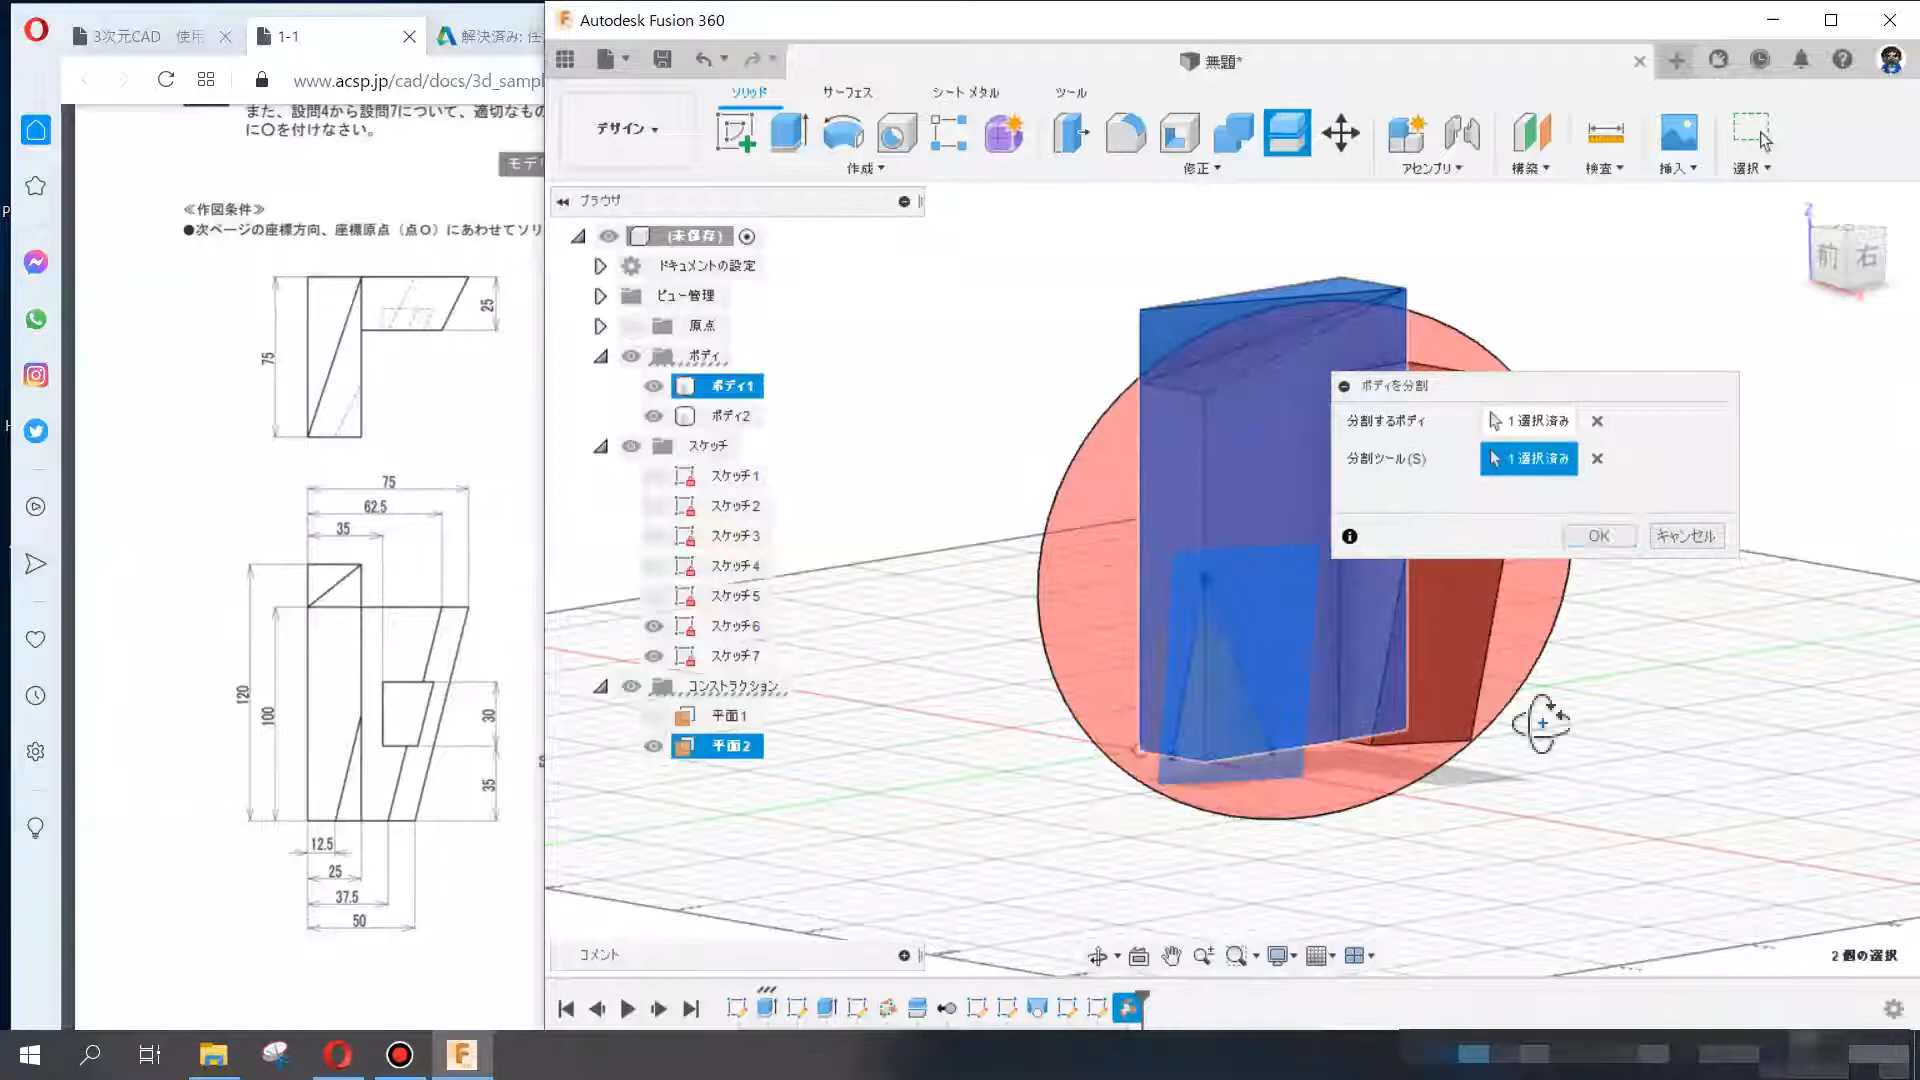 Autodesk Fusion 360
3次元CAD 使用
1-1
解決済み: 任
www.acsp.jp/cad/docs/3d_samp
無題*
ソリッド
サーフェス
シート メタル
ツール
デザイン
作成
修正
アセンブリ
構築
検査
挿入
選択
また、設問4から設問7について、適切なもの
に〇を付けなさい。
モデ
≪作図条件≫
●次ページの座標方向、座標原点（点O）にあわせてソリ
ブラウザ
(未保存)
ドキュメントの設定
ビュー管理
原点
ボディ
ボディ1
ボディ2
スケッチ
スケッチ1
スケッチ2
スケッチ3
スケッチ4
スケッチ5
スケッチ6
スケッチ7
コンストラクション
平面1
平面2
75
25
75
62.5
35
120
100
30
35
12.5
25
37.5
50
Z
前
右
ボディを分割
分割するボディ
1 選択済み
分割ツール(S)
1 選択済み
OK
キャンセル
コメント
2 個の選択